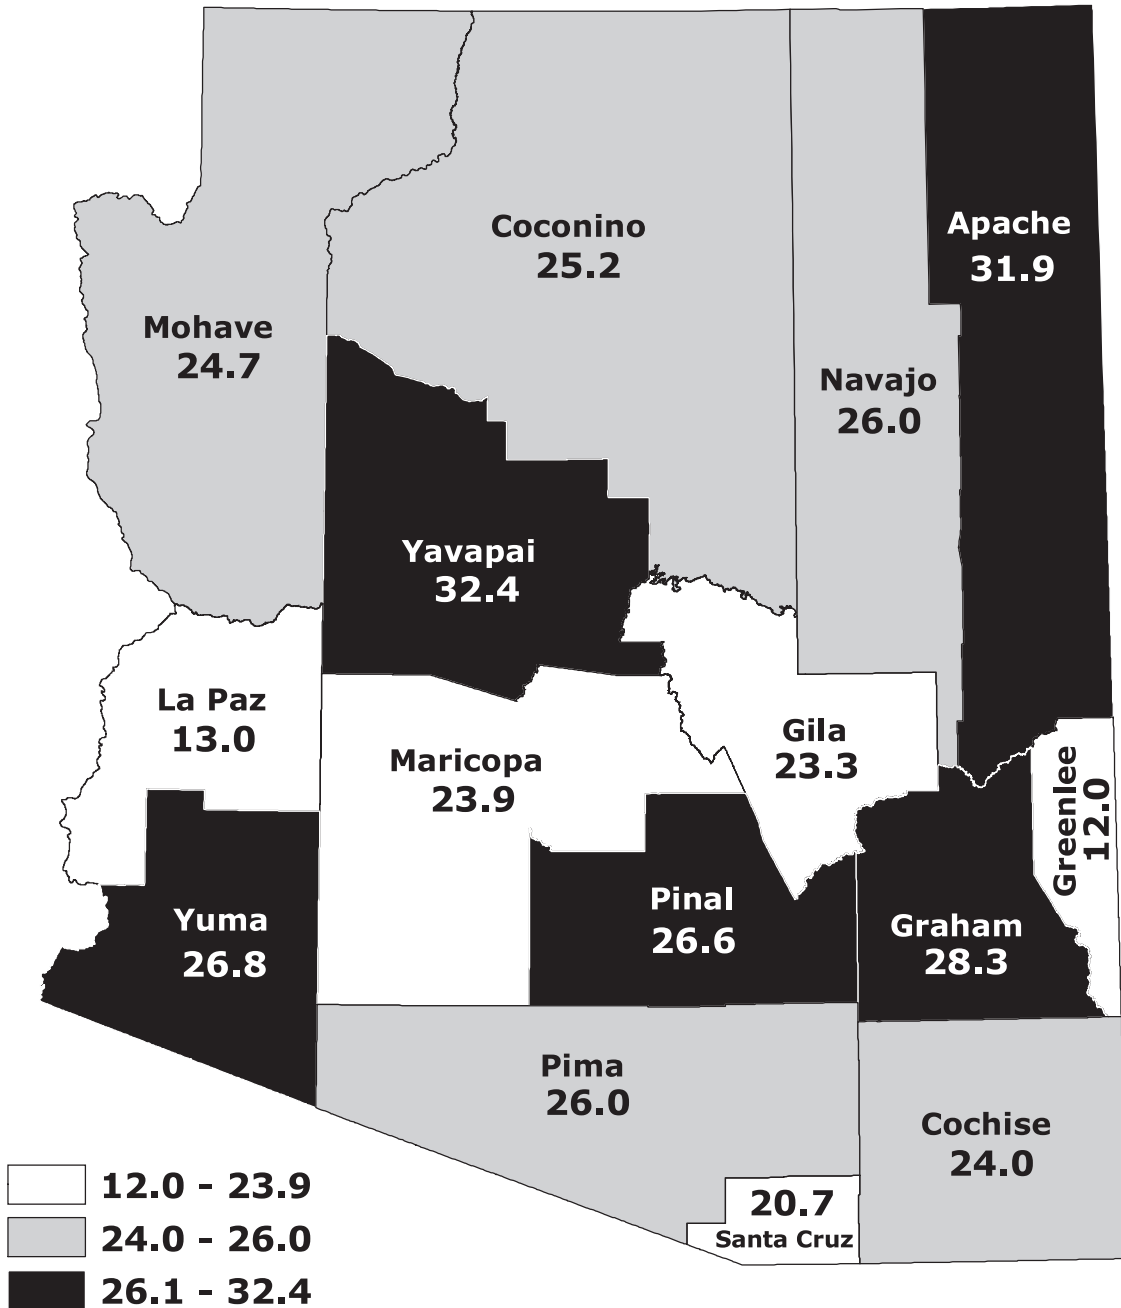 Coconino
25.2
Apache
31.9
Mohave
24.7
Navajo
26.0
Yavapai
32.4
La Paz
13.0
Maricopa
23.9
Gila
23.3
Greenlee
12.0
Yuma
26.8
Pinal
26.6
Graham
28.3
Pima
26.0
Cochise
24.0
20.7
Santa Cruz
12.0 - 23.9
24.0 - 26.0
26.1 - 32.4